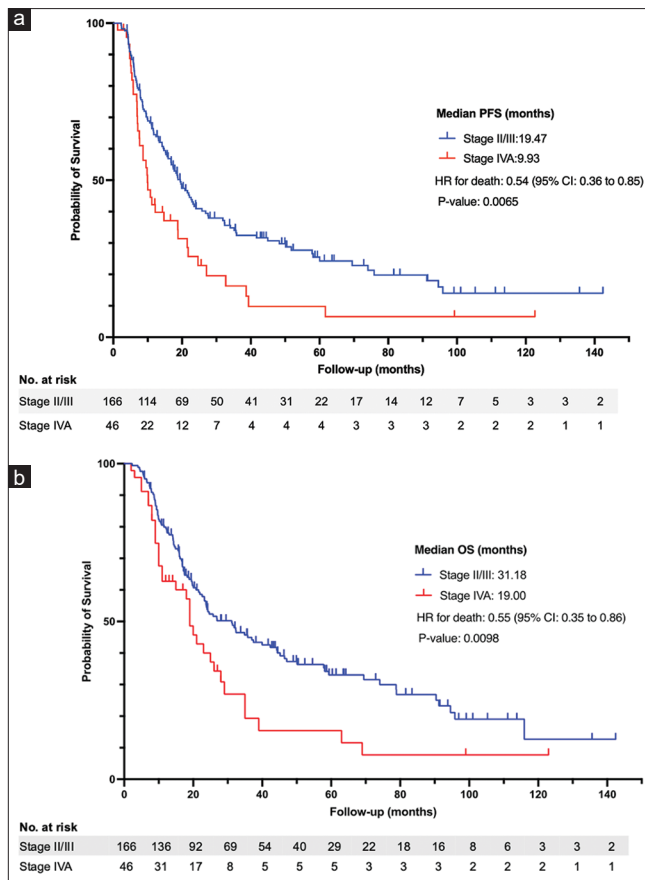 a
100
50
0
Probability of Survival
Median PFS (months)
Stage II/III:19.47
Stage IVA:9.93
HR for death: 0.54 (95% CI: 0.36 to 0.85)
P-value: 0.0065
0 20 40 60 80 100 120 140
Follow-up (months)
No. at risk
Stage II/III 166 114 69 50 41 31 22 17 14 12 7 5 3 3 2
Stage IVA 46 22 12 7 4 4 4 3 3 3 2 2 2 1 1
b
100
50
0
Probability of Survival
Median OS (months)
Stage II/III: 31.18
Stage IVA: 19.00
HR for death: 0.55 (95% CI: 0.35 to 0.86)
P-value: 0.0098
0 20 40 60 80 100 120 140
Follow-up (months)
No. at risk
Stage II/III 166 136 92 69 54 40 29 22 18 16 8 6 3 3 2
Stage IVA 46 31 17 8 5 5 5 3 3 3 2 2 2 1 1